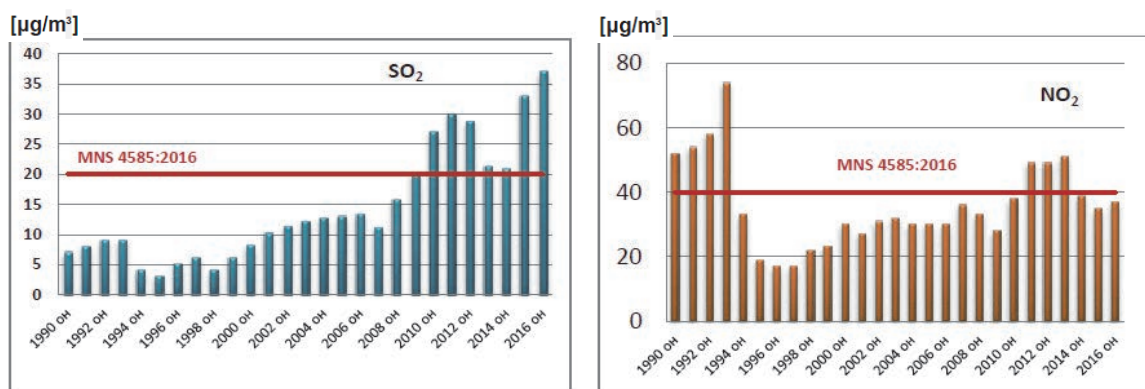 [µg/m³]
SO₂
MNS 4585:2016
40
35
30
25
20
15
10
5
0
1990 он
1992 он
1994 он
1996 он
1998 он
2000 он
2002 он
2004 он
2006 он
2008 он
2010 он
2012 он
2014 он
2016 он
[µg/m³]
NO₂
MNS 4585:2016
80
60
40
20
0
1990 он
1992 он
1994 он
1996 он
1998 он
2000 он
2002 он
2004 он
2006 он
2008 он
2010 он
2012 он
2014 он
2016 он